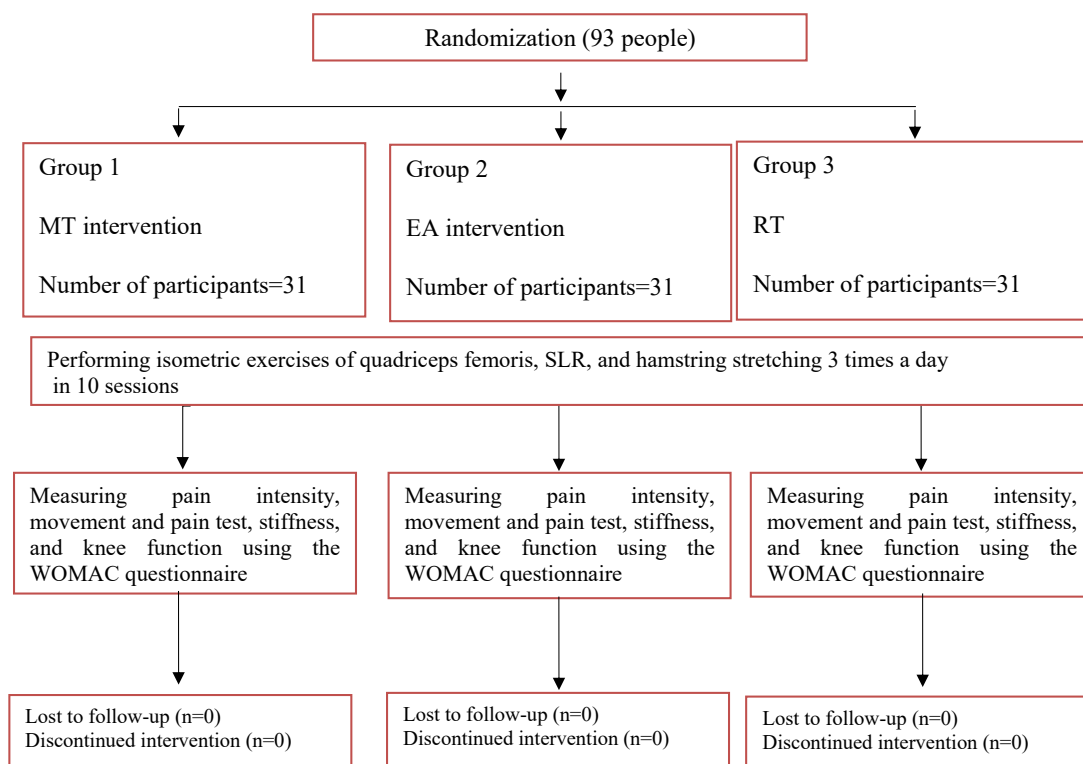 Randomization (93 people)
Group 1
MT intervention
Number of participants=31
Group 2
EA intervention
Number of participants=31
Group 3
RT
Number of participants=31
Performing isometric exercises of quadriceps femoris, SLR, and hamstring stretching 3 times a day
in 10 sessions
Measuring pain intensity,
movement and pain test, stiffness,
and knee function using the
WOMAC questionnaire
Measuring pain intensity,
movement and pain test, stiffness,
and knee function using the
WOMAC questionnaire
Measuring pain intensity,
movement and pain test, stiffness,
and knee function using the
WOMAC questionnaire
Lost to follow-up (n=0)
Discontinued intervention (n=0)
Lost to follow-up (n=0)
Discontinued intervention (n=0)
Lost to follow-up (n=0)
Discontinued intervention (n=0)